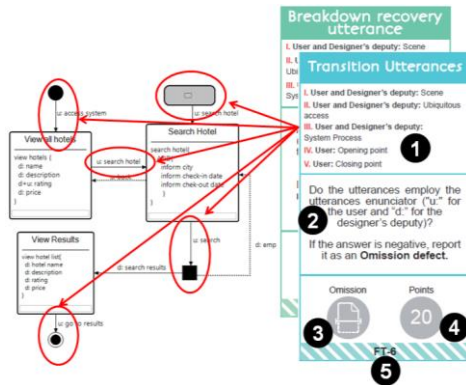 Breakdown recovery
utterance
I. User and Designer's deputy: Scene
Transition Utterances
I. User and Designer's deputy: Scene
II. User and Designer's deputy: Ubiquitous
access
III. User and Designer's deputy:
System Process
IV. User: Opening point
V. User: Closing point
1
Do the utterances employ the
utterances enunciator ("u:" for
the user and "d:" for the
designer's deputy)?
2
If the answer is negative, report
it as an Omission defect.
Omission
Points
3
20
4
FT-6
5
u: access system
u: search hotel
View all hotels
view hotels {
d: name
d: description
d+u: rating
d: price
}
u: search hotel
Search Hotel
search hotel{
inform city
inform check-in date
inform chek-out date
}
u: search
d: emp
d: search results
View Results
view hotel list{
d: hotel name
d: description
d: rating
d: price
}
u: go to results